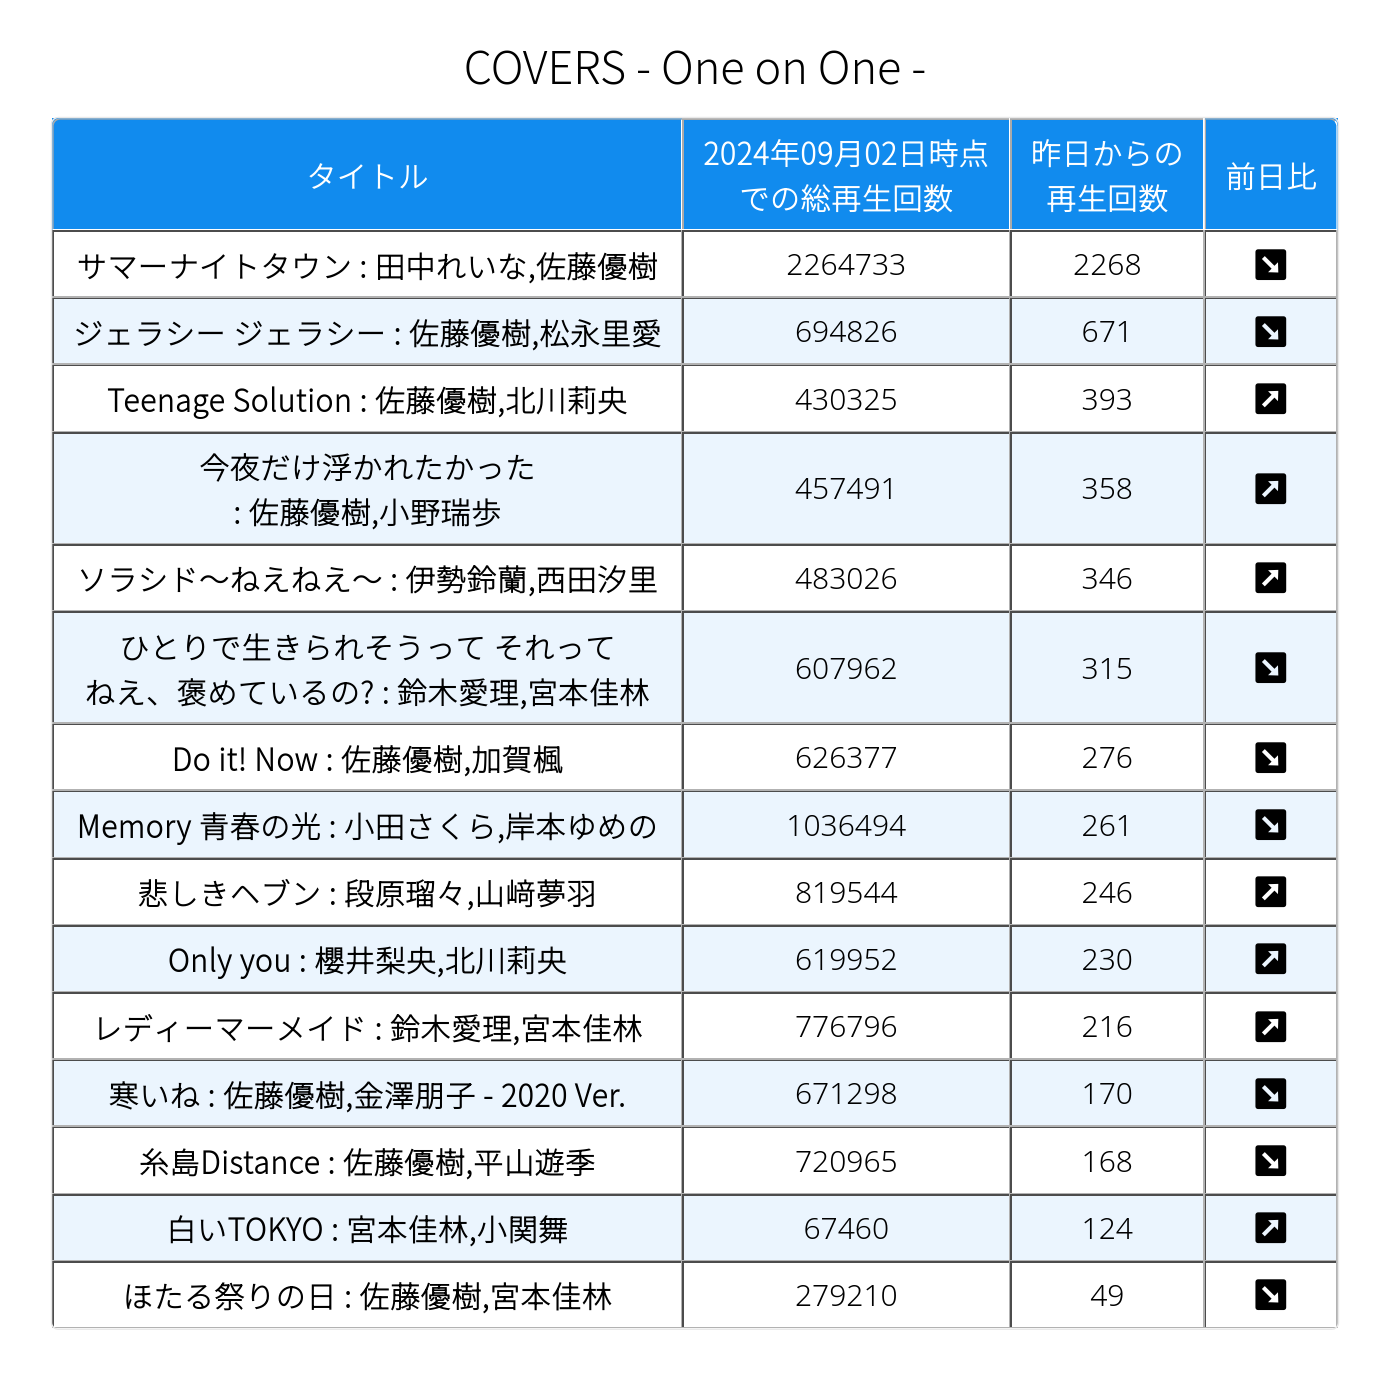 COVERS - One on One -
タイトル
2024年09月02日時点
での総再生回数
昨日からの
再生回数
前日比
サマーナイトタウン : 田中れいな,佐藤優樹
2264733
2268
ジェラシー ジェラシー : 佐藤優樹,松永里愛
694826
671
Teenage Solution : 佐藤優樹,北川莉央
430325
393
今夜だけ浮かれたかった
: 佐藤優樹,小野瑞歩
457491
358
ソラシド〜ねえねえ〜 : 伊勢鈴蘭,西田汐里
483026
346
ひとりで生きられそうって それって
ねえ、褒めているの? : 鈴木愛理,宮本佳林
607962
315
Do it! Now : 佐藤優樹,加賀楓
626377
276
Memory 青春の光 : 小田さくら,岸本ゆめの
1036494
261
悲しきヘブン : 段原瑠々,山﨑夢羽
819544
246
Only you : 櫻井梨央,北川莉央
619952
230
レディーマーメイド : 鈴木愛理,宮本佳林
776796
216
寒いね : 佐藤優樹,金澤朋子 - 2020 Ver.
671298
170
糸島Distance : 佐藤優樹,平山遊季
720965
168
白いTOKYO : 宮本佳林,小関舞
67460
124
ほたる祭りの日 : 佐藤優樹,宮本佳林
279210
49